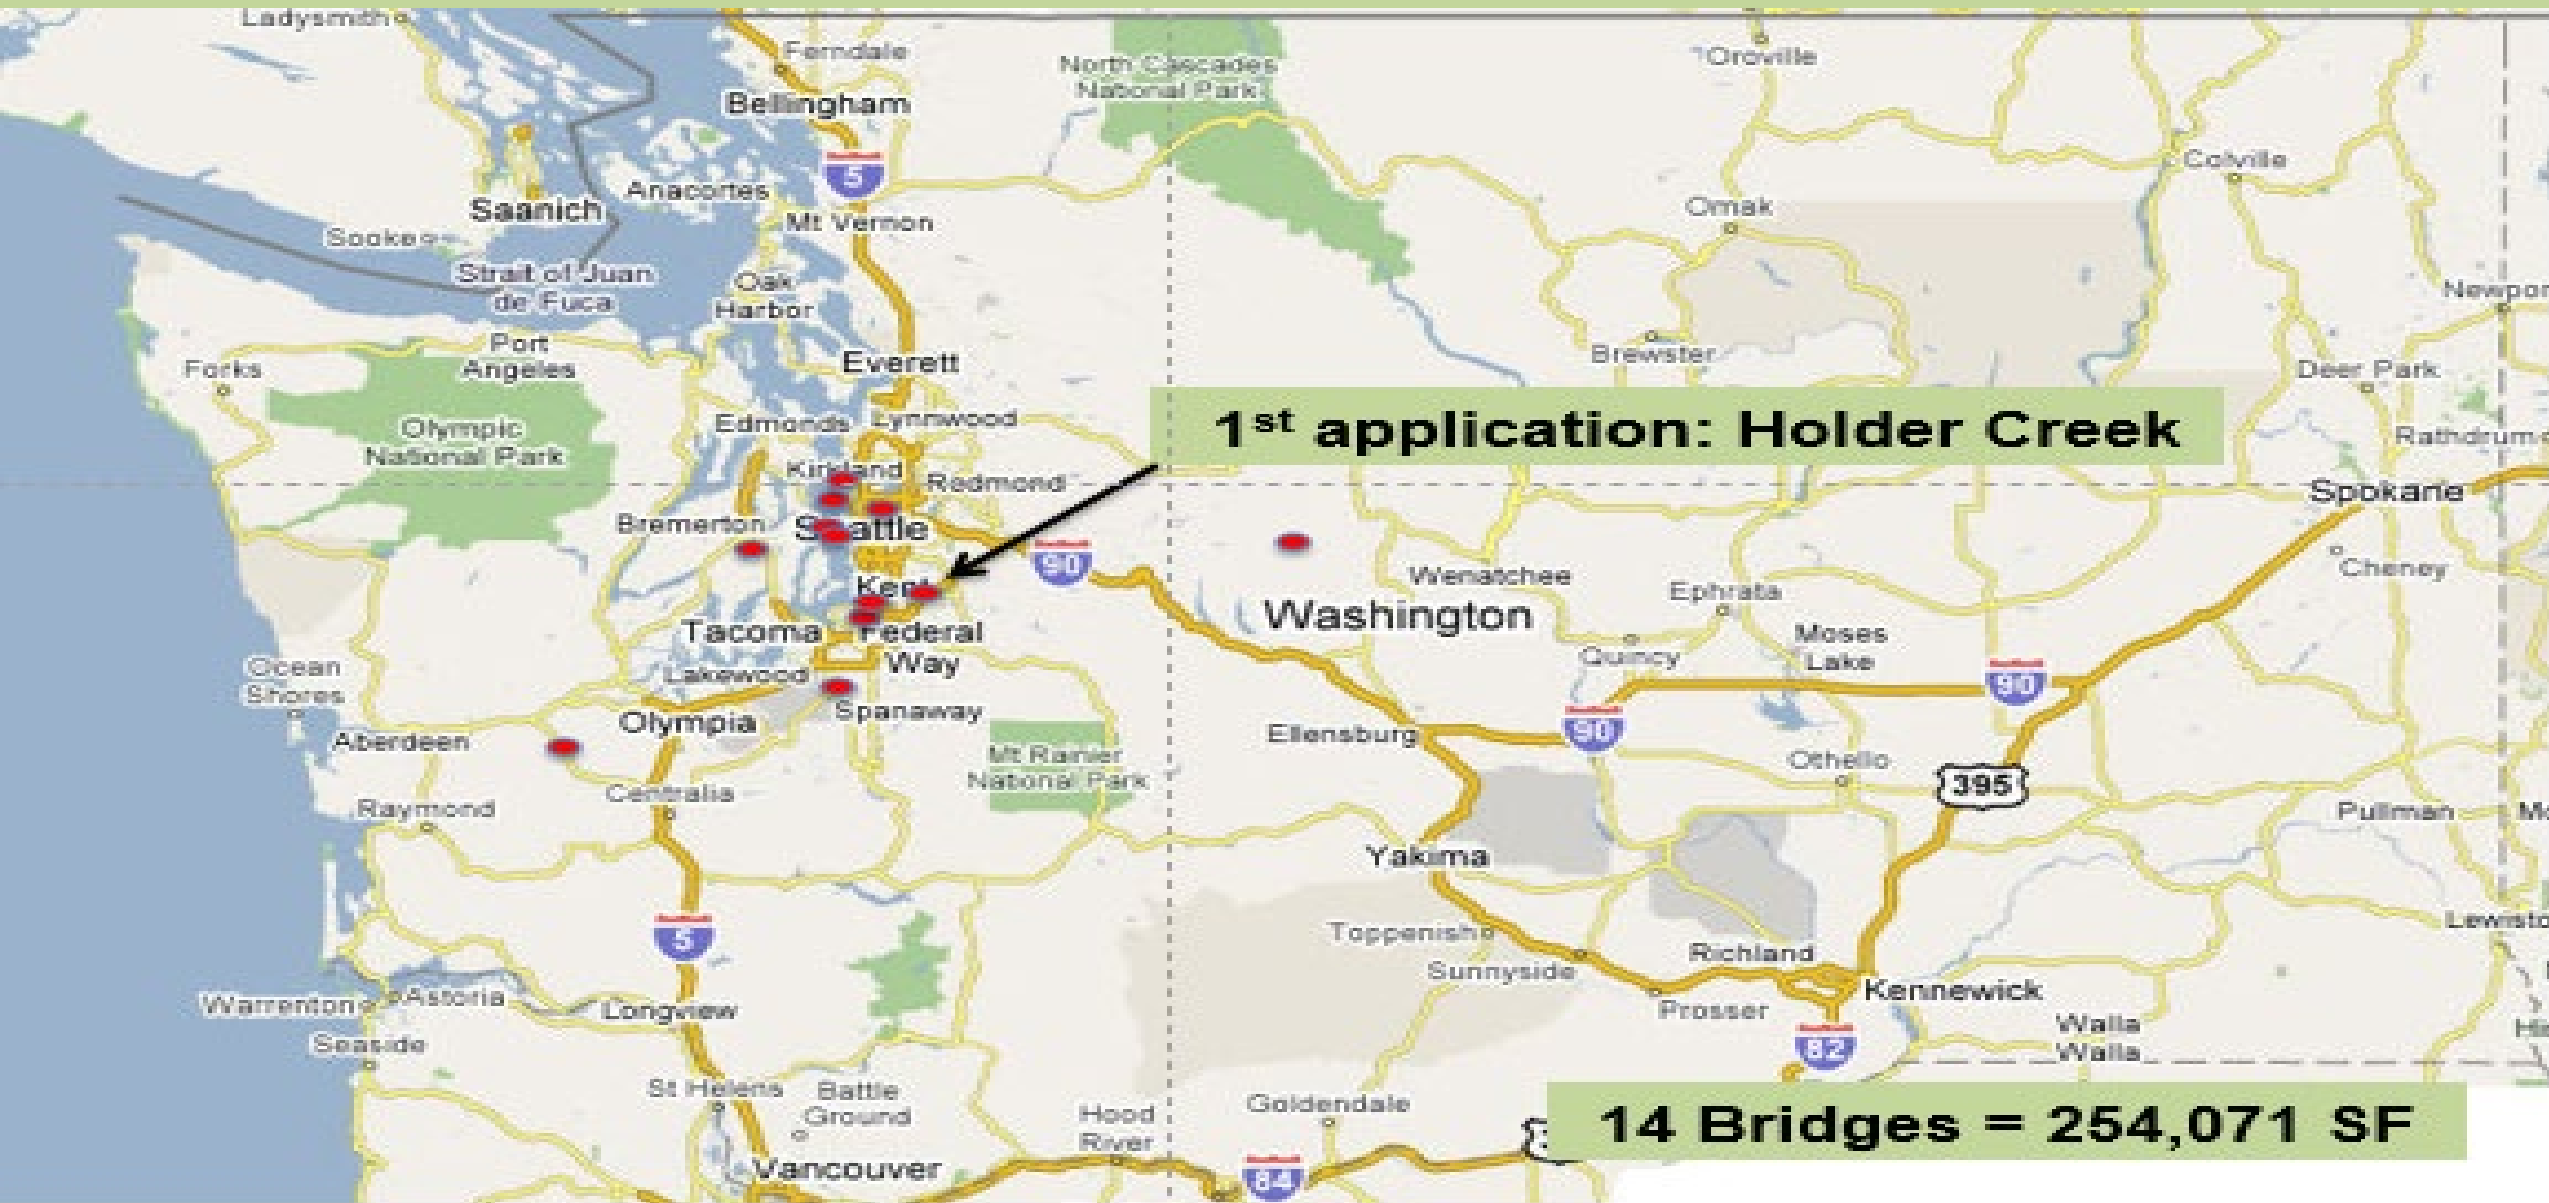 Ladysmith
Ferndale
North Cascades
National Park
Oroville
Bellingham
5
Colville
Anacortes
Saanich
Omak
Mt Vernon
Sooke
Strait of Juan
de Fuca
Oak
Harbor
Port
Angeles
Forks
Everett
Brewster
Deer Park
Edmonds
Lynnwood
Olympic
National Park
1st application: Holder Creek
Rathdrum
Kirkland
Redmond
Spokane
Bremerton
Seattle
90
Wenatchee
Cheney
Kent
Ephrata
Washington
Tacoma
Federal
Way
Moses
Lake
Quincy
Ocean
Shores
Lakewood
90
Olympia
Spanaway
Aberdeen
Ellensburg
90
Mt Rainier
National Park
Othello
395
Centralia
Raymond
Pullman
Yakima
5
Toppenish
Richland
Sunnyside
Warrenton
Astoria
Longview
Prosser
Kennewick
Seaside
82
Walla
Walla
St Helens
Battle
Ground
Hood
River
Goldendale
14 Bridges = 254,071 SF
Vancouver
84